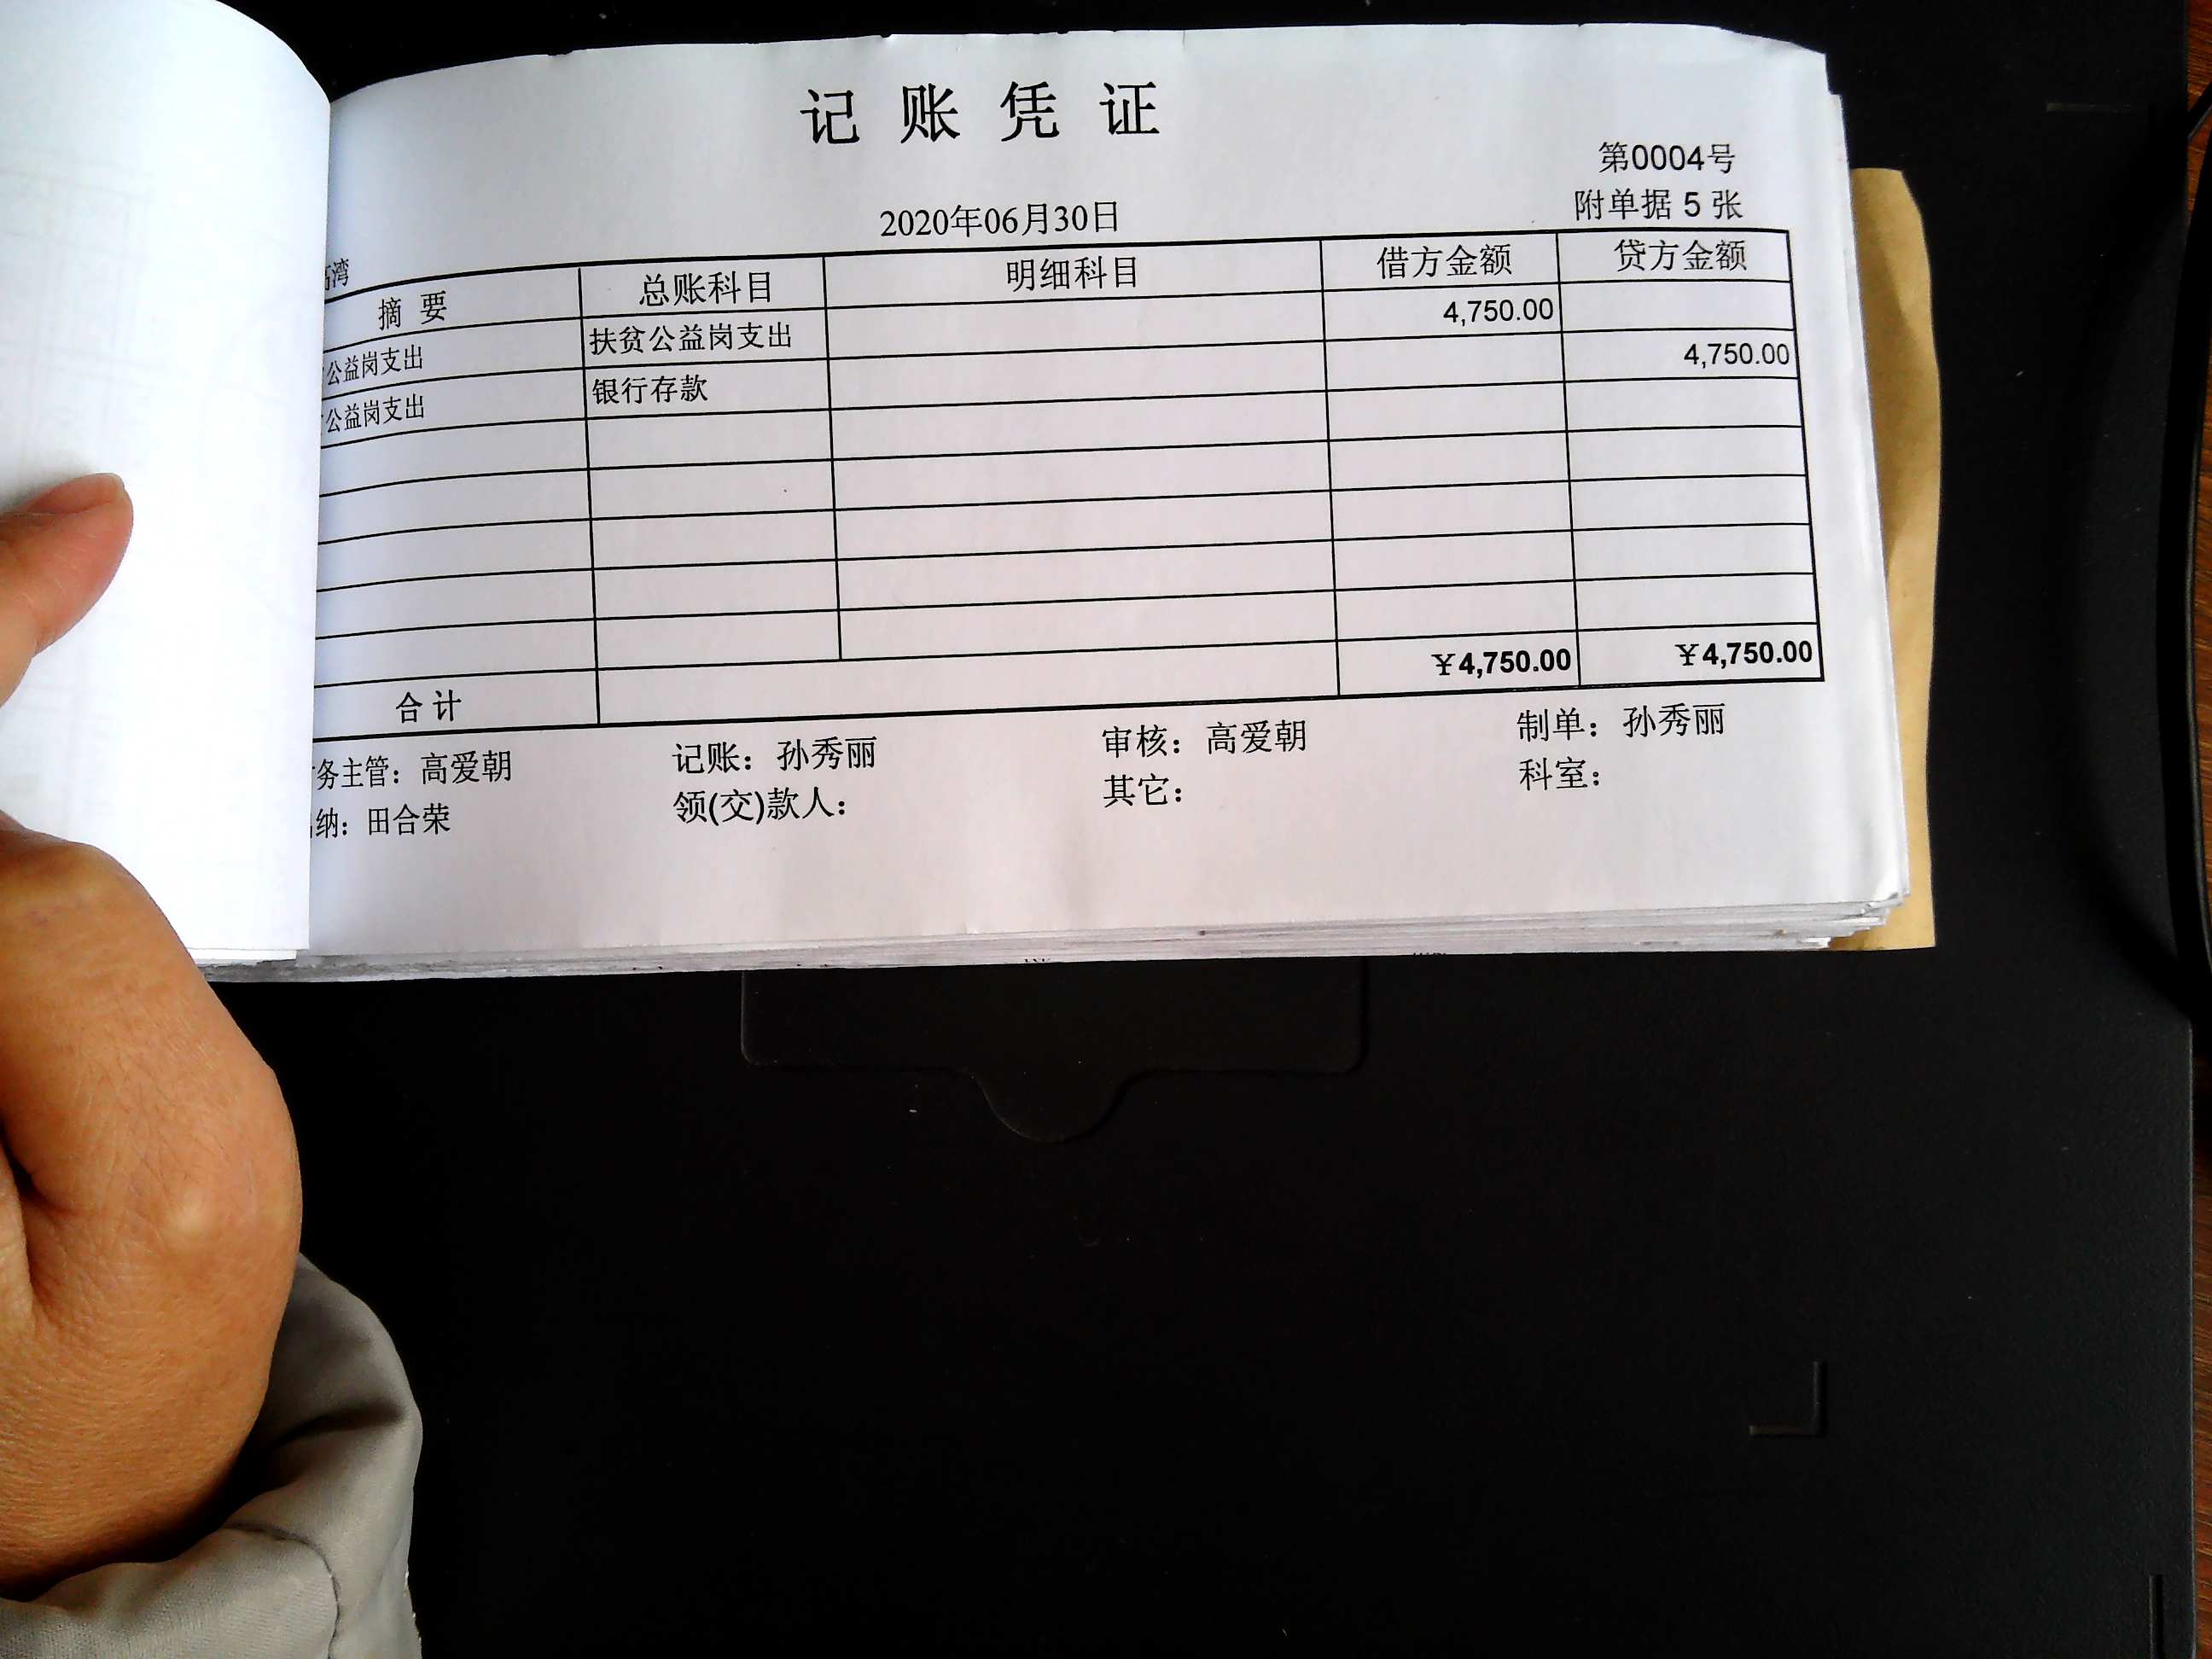 记账凭证
第0004号
2020年06月30日
附单据 5 张
湾
摘 要 总账科目 明细科目 借方金额 贷方金额
公益岗支出 扶贫公益岗支出 4,750.00
公益岗支出 银行存款 4,750.00
合计 ¥4,750.00 ¥4,750.00
务主管：高爱朝 记账：孙秀丽 审核：高爱朝 制单：孙秀丽
纳：田合荣 领(交)款人： 其它： 科室：